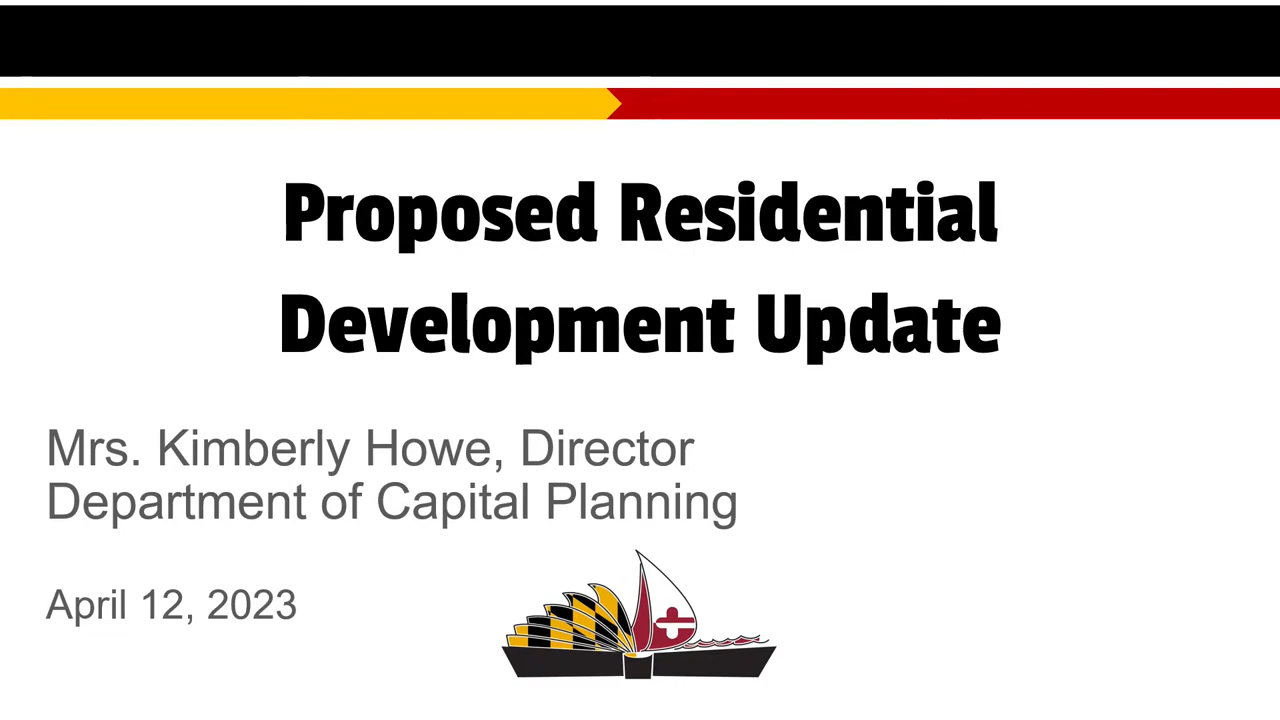 Proposed Residential
Development Update
Mrs. Kimberly Howe, Director
Department of Capital Planning
April 12, 2023